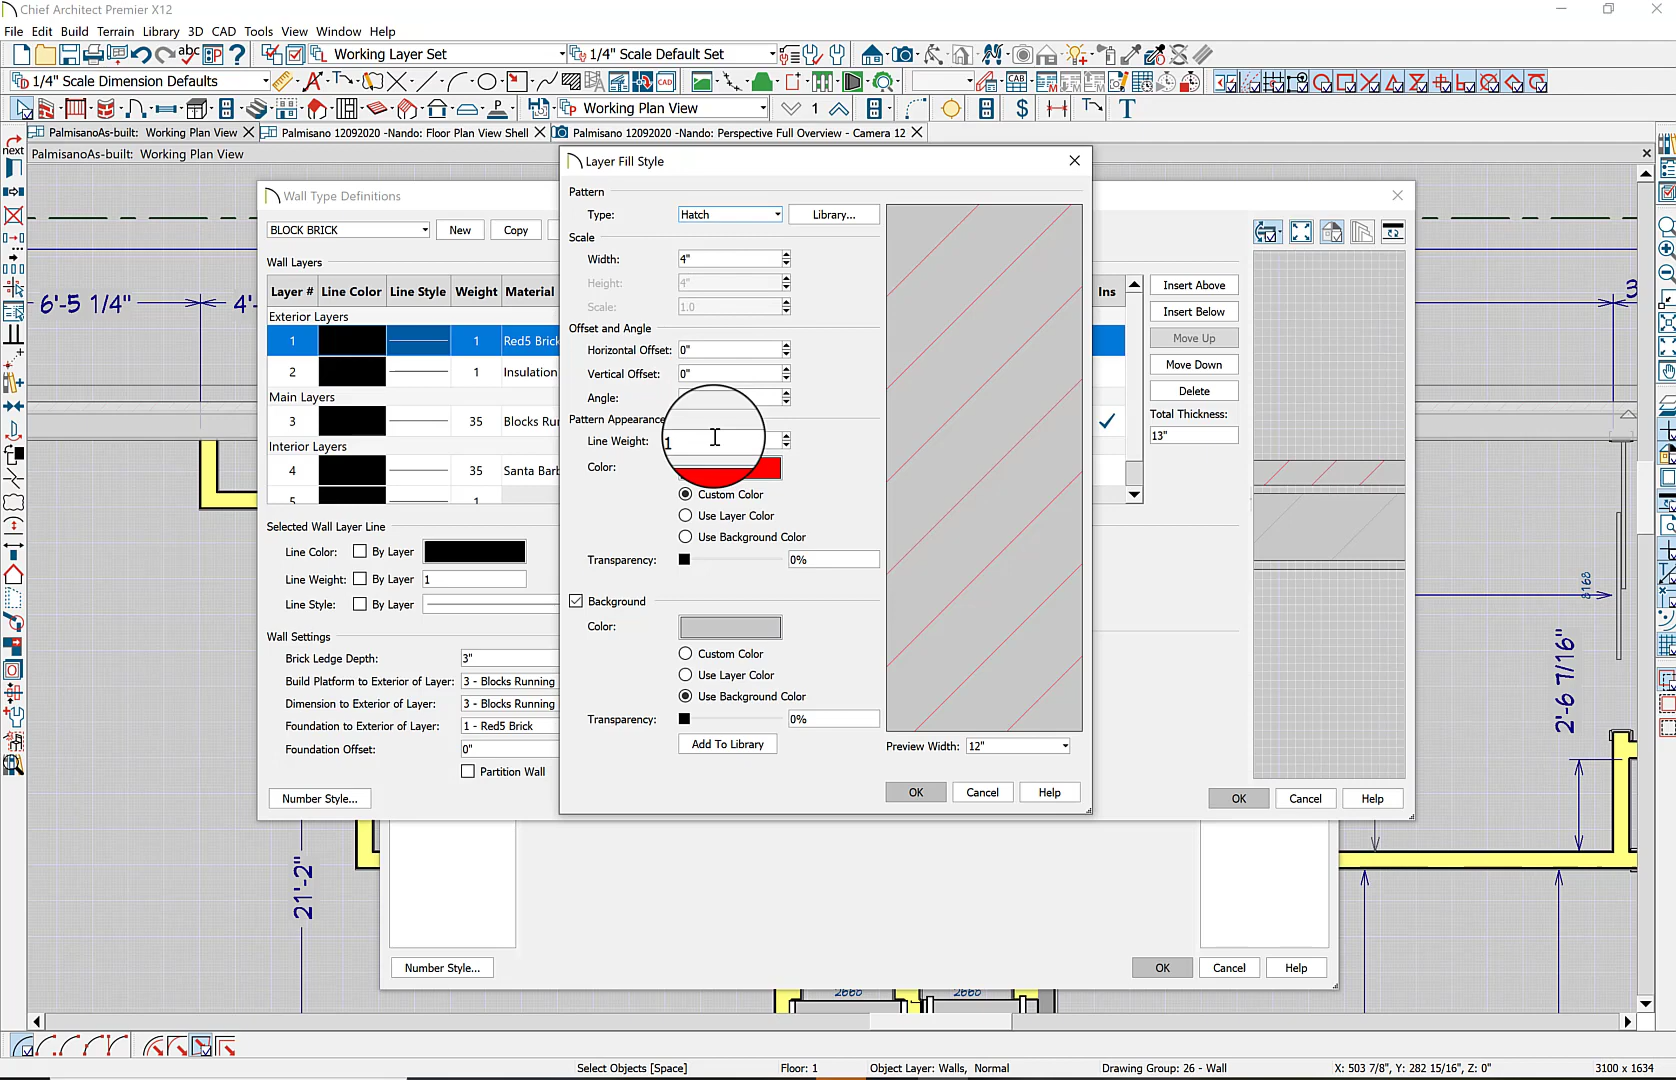 Chief Architect Premier X12
File Edit Build Terrain Library 3D CAD Tools View Window Help
Working Layer Set 1/4" Scale Default Set
1/4" Scale Dimension Defaults
Working Plan View 1
PalmisanoAs-built: Working Plan View Palmisano 12092020 -Nando: Floor Plan View Shell Palmisano 12092020 -Nando: Perspective Full Overview - Camera 12
PalmisanoAs-built: Working Plan View
next
Layer Fill Style
Pattern
Type: Hatch Library...
Scale
Width: 4"
Height: 4"
Scale: 1.0
Offset and Angle
Horizontal Offset: 0"
Vertical Offset: 0"
Angle:
Pattern Appearance
Line Weight: 1
Color:
Custom Color
Use Layer Color
Use Background Color
Transparency: 0%
Background
Color:
Custom Color
Use Layer Color
Use Background Color
Transparency: 0%
Add To Library
Preview Width: 12"
OK Cancel Help
Wall Type Definitions
BLOCK BRICK New Copy
Wall Layers
Layer # Line Color Line Style Weight Material Ins
Exterior Layers
1 1 Red5 Brick
2 1 Insulation
Main Layers
3 35 Blocks Ru
Interior Layers
4 35 Santa Barb
5 1
Insert Above
Insert Below
Move Up
Move Down
Delete
Total Thickness:
13"
Selected Wall Layer Line
Line Color: By Layer
Line Weight: By Layer 1
Line Style: By Layer
Wall Settings
Brick Ledge Depth: 3"
Build Platform to Exterior of Layer: 3 - Blocks Running
Dimension to Exterior of Layer: 3 - Blocks Running
Foundation to Exterior of Layer: 1 - Red5 Brick
Foundation Offset: 0"
Partition Wall
Number Style... OK Cancel Help
Number Style... OK Cancel Help
6'-5 1/4" 4'- 3
8168
2'-6 7/16"
21'-2"
2660 2660
Select Objects [Space] Floor: 1 Object Layer: Walls, Normal Drawing Group: 26 - Wall X: 503 7/8", Y: 282 15/16", Z: 0" 3100 x 1634